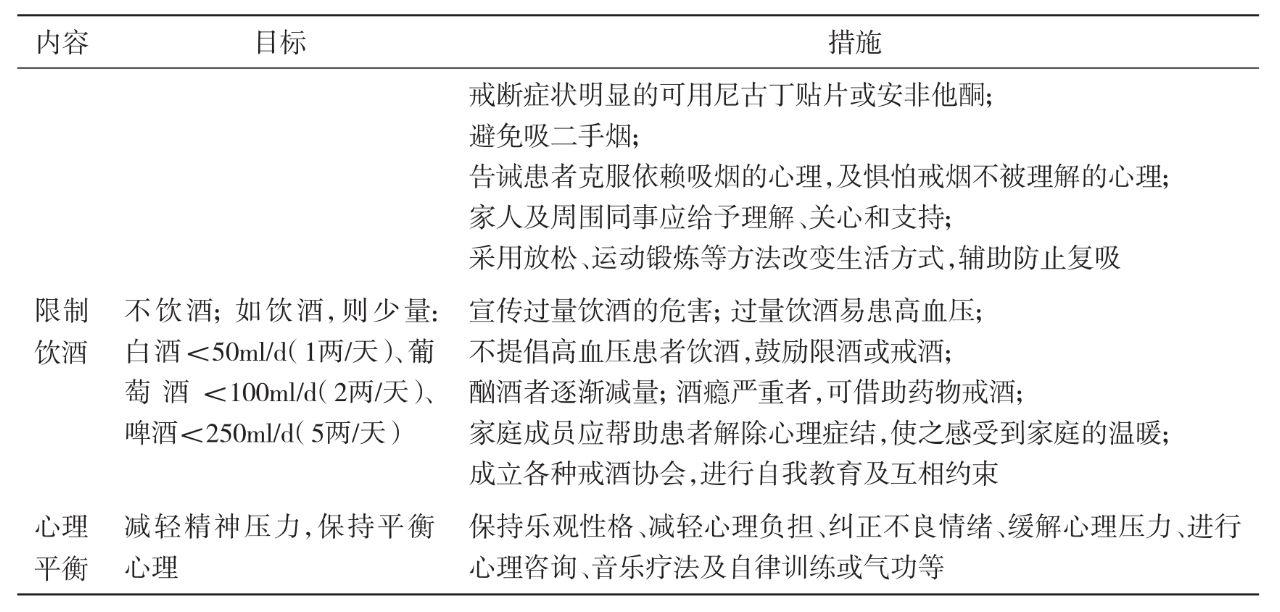 内容 目标 措施
戒断症状明显的可用尼古丁贴片或安非他酮;
避免吸二手烟;
告诫患者克服依赖吸烟的心理,及惧怕戒烟不被理解的心理;
家人及周围同事应给予理解、关心和支持;
采用放松、运动锻炼等方法改变生活方式,辅助防止复吸
限制 不饮酒; 如饮酒,则少量: 宣传过量饮酒的危害; 过量饮酒易患高血压;
饮酒 白酒<50ml/d(1两/天)、葡 不提倡高血压患者饮酒,鼓励限酒或戒酒;
萄酒<100ml/d(2两/天)、 酗酒者逐渐减量; 酒瘾严重者,可借助药物戒酒;
啤酒<250ml/d(5两/天) 家庭成员应帮助患者解除心理症结,使之感受到家庭的温暖;
成立各种戒酒协会,进行自我教育及互相约束
心理 减轻精神压力,保持平衡 保持乐观性格、减轻心理负担、纠正不良情绪、缓解心理压力、进行
平衡 心理 心理咨询、音乐疗法及自律训练或气功等